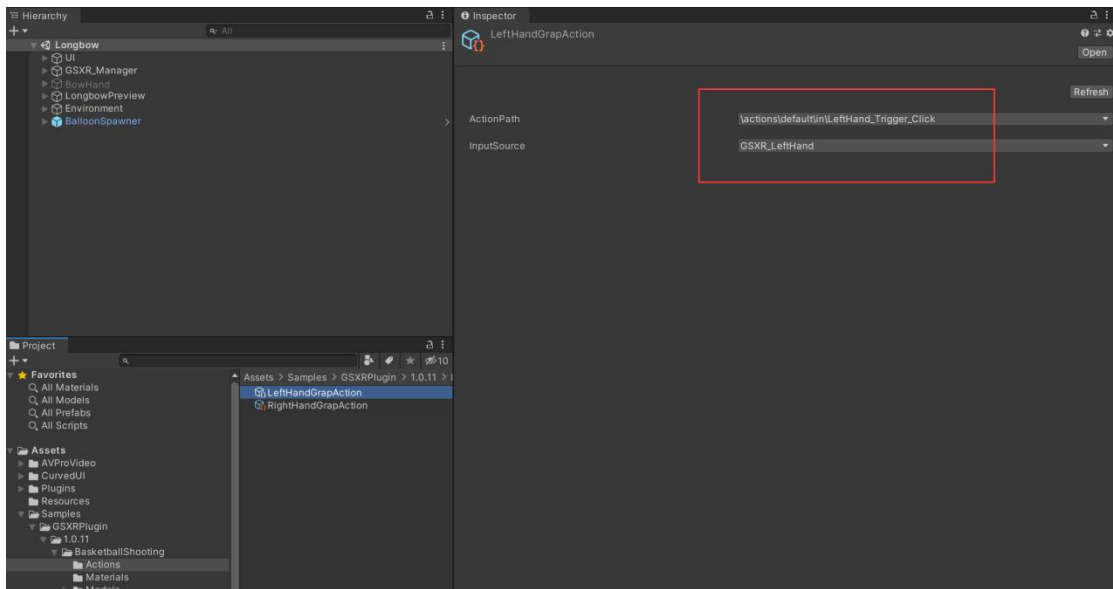 Hierarchy
All
Longbow
UI
GSXR_Manager
BowHand
LongbowPreview
Environment
BalloonSpawner
Project
10
Favorites
All Materials
All Models
All Prefabs
All Scripts
Assets
AVProVideo
CurvedUI
Plugins
Resources
Samples
GSXRPlugin
1.0.11
BasketballShooting
Actions
Materials
Assets > Samples > GSXRPlugin > 1.0.11 >
LeftHandGrapAction
RightHandGrapAction
Inspector
LeftHandGrapAction
Open
Refresh
ActionPath \actions\default\in\LeftHand_Trigger_Click
InputSource GSXR_LeftHand